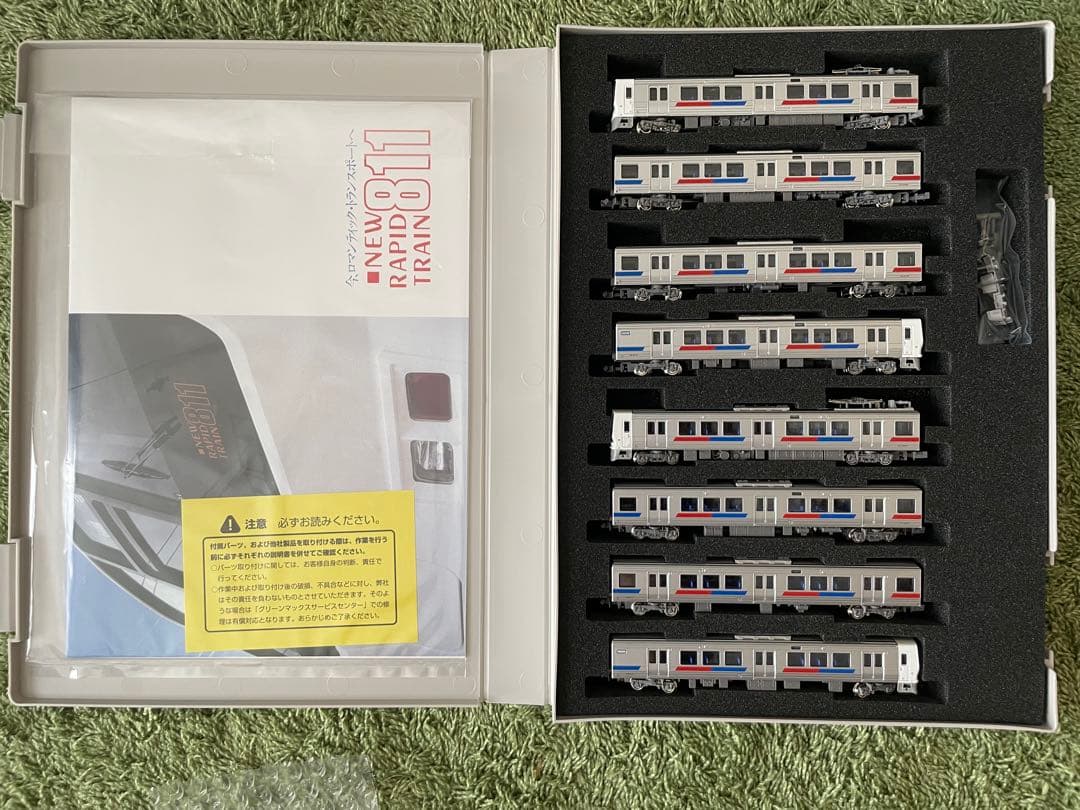 今、ロマンティック・トランスポートへ
■NEW
RAPID
TRAIN
811
NEW
RAPID
TRAIN
811
注意 必ずお読みください。
付属パーツ、および他社製品を取り付ける際は、作業を行う
前に必ずそれぞれの説明書を併せてご確認ください。
○パーツ取り付けに関しては、お客様自身の判断、責任で
行ってください。
○作業中および取り付け後の破損、不具合などに対し、弊社
はその責任を負わないものとさせていただきます。そのよ
うな場合は「グリーンマックスサービスセンター」での修
理は有償対応となります。あらかじめご了承ください。